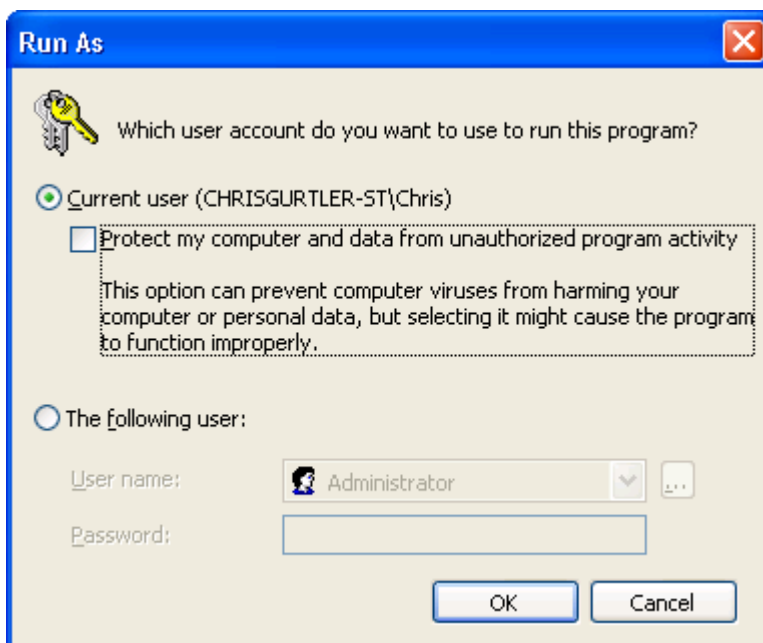 Run As
Which user account do you want to use to run this program?
Current user (CHRISGURTLER-ST\Chris)
Protect my computer and data from unauthorized program activity
This option can prevent computer viruses from harming your
computer or personal data, but selecting it might cause the program
to function improperly.
The following user:
User name:
Administrator
...
Password:
OK
Cancel